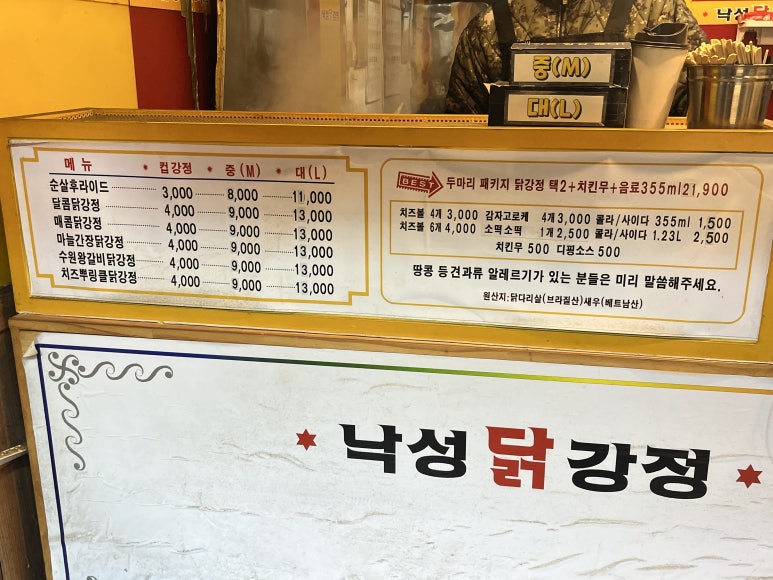 낙성닭
중(M)
대(L)
메뉴 * 컵강정 * 중(M) * 대(L)
순살후라이드 3,000 8,000 11,000
달콤닭강정 4,000 9,000 13,000
매콤닭강정 4,000 9,000 13,000
마늘간장닭강정 4,000 9,000 13,000
수원왕갈비닭강정 4,000 9,000 13,000
치즈뿌링클닭강정 4,000 9,000 13,000
BEST 두마리 패키지 닭강정 택2+치킨무+음료355ml 21,900
치즈볼 4개 3,000 감자고로케 4개 3,000 콜라/사이다 355ml 1,500
치즈볼 6개 4,000 소떡소떡 1개 2,500 콜라/사이다 1.23L 2,500
치킨무 500 디핑소스 500
땅콩 등견과류 알레르기가 있는 분들은 미리 말씀해주세요.
원산지:닭다리살(브라질산)새우(베트남산)
낙성닭강정